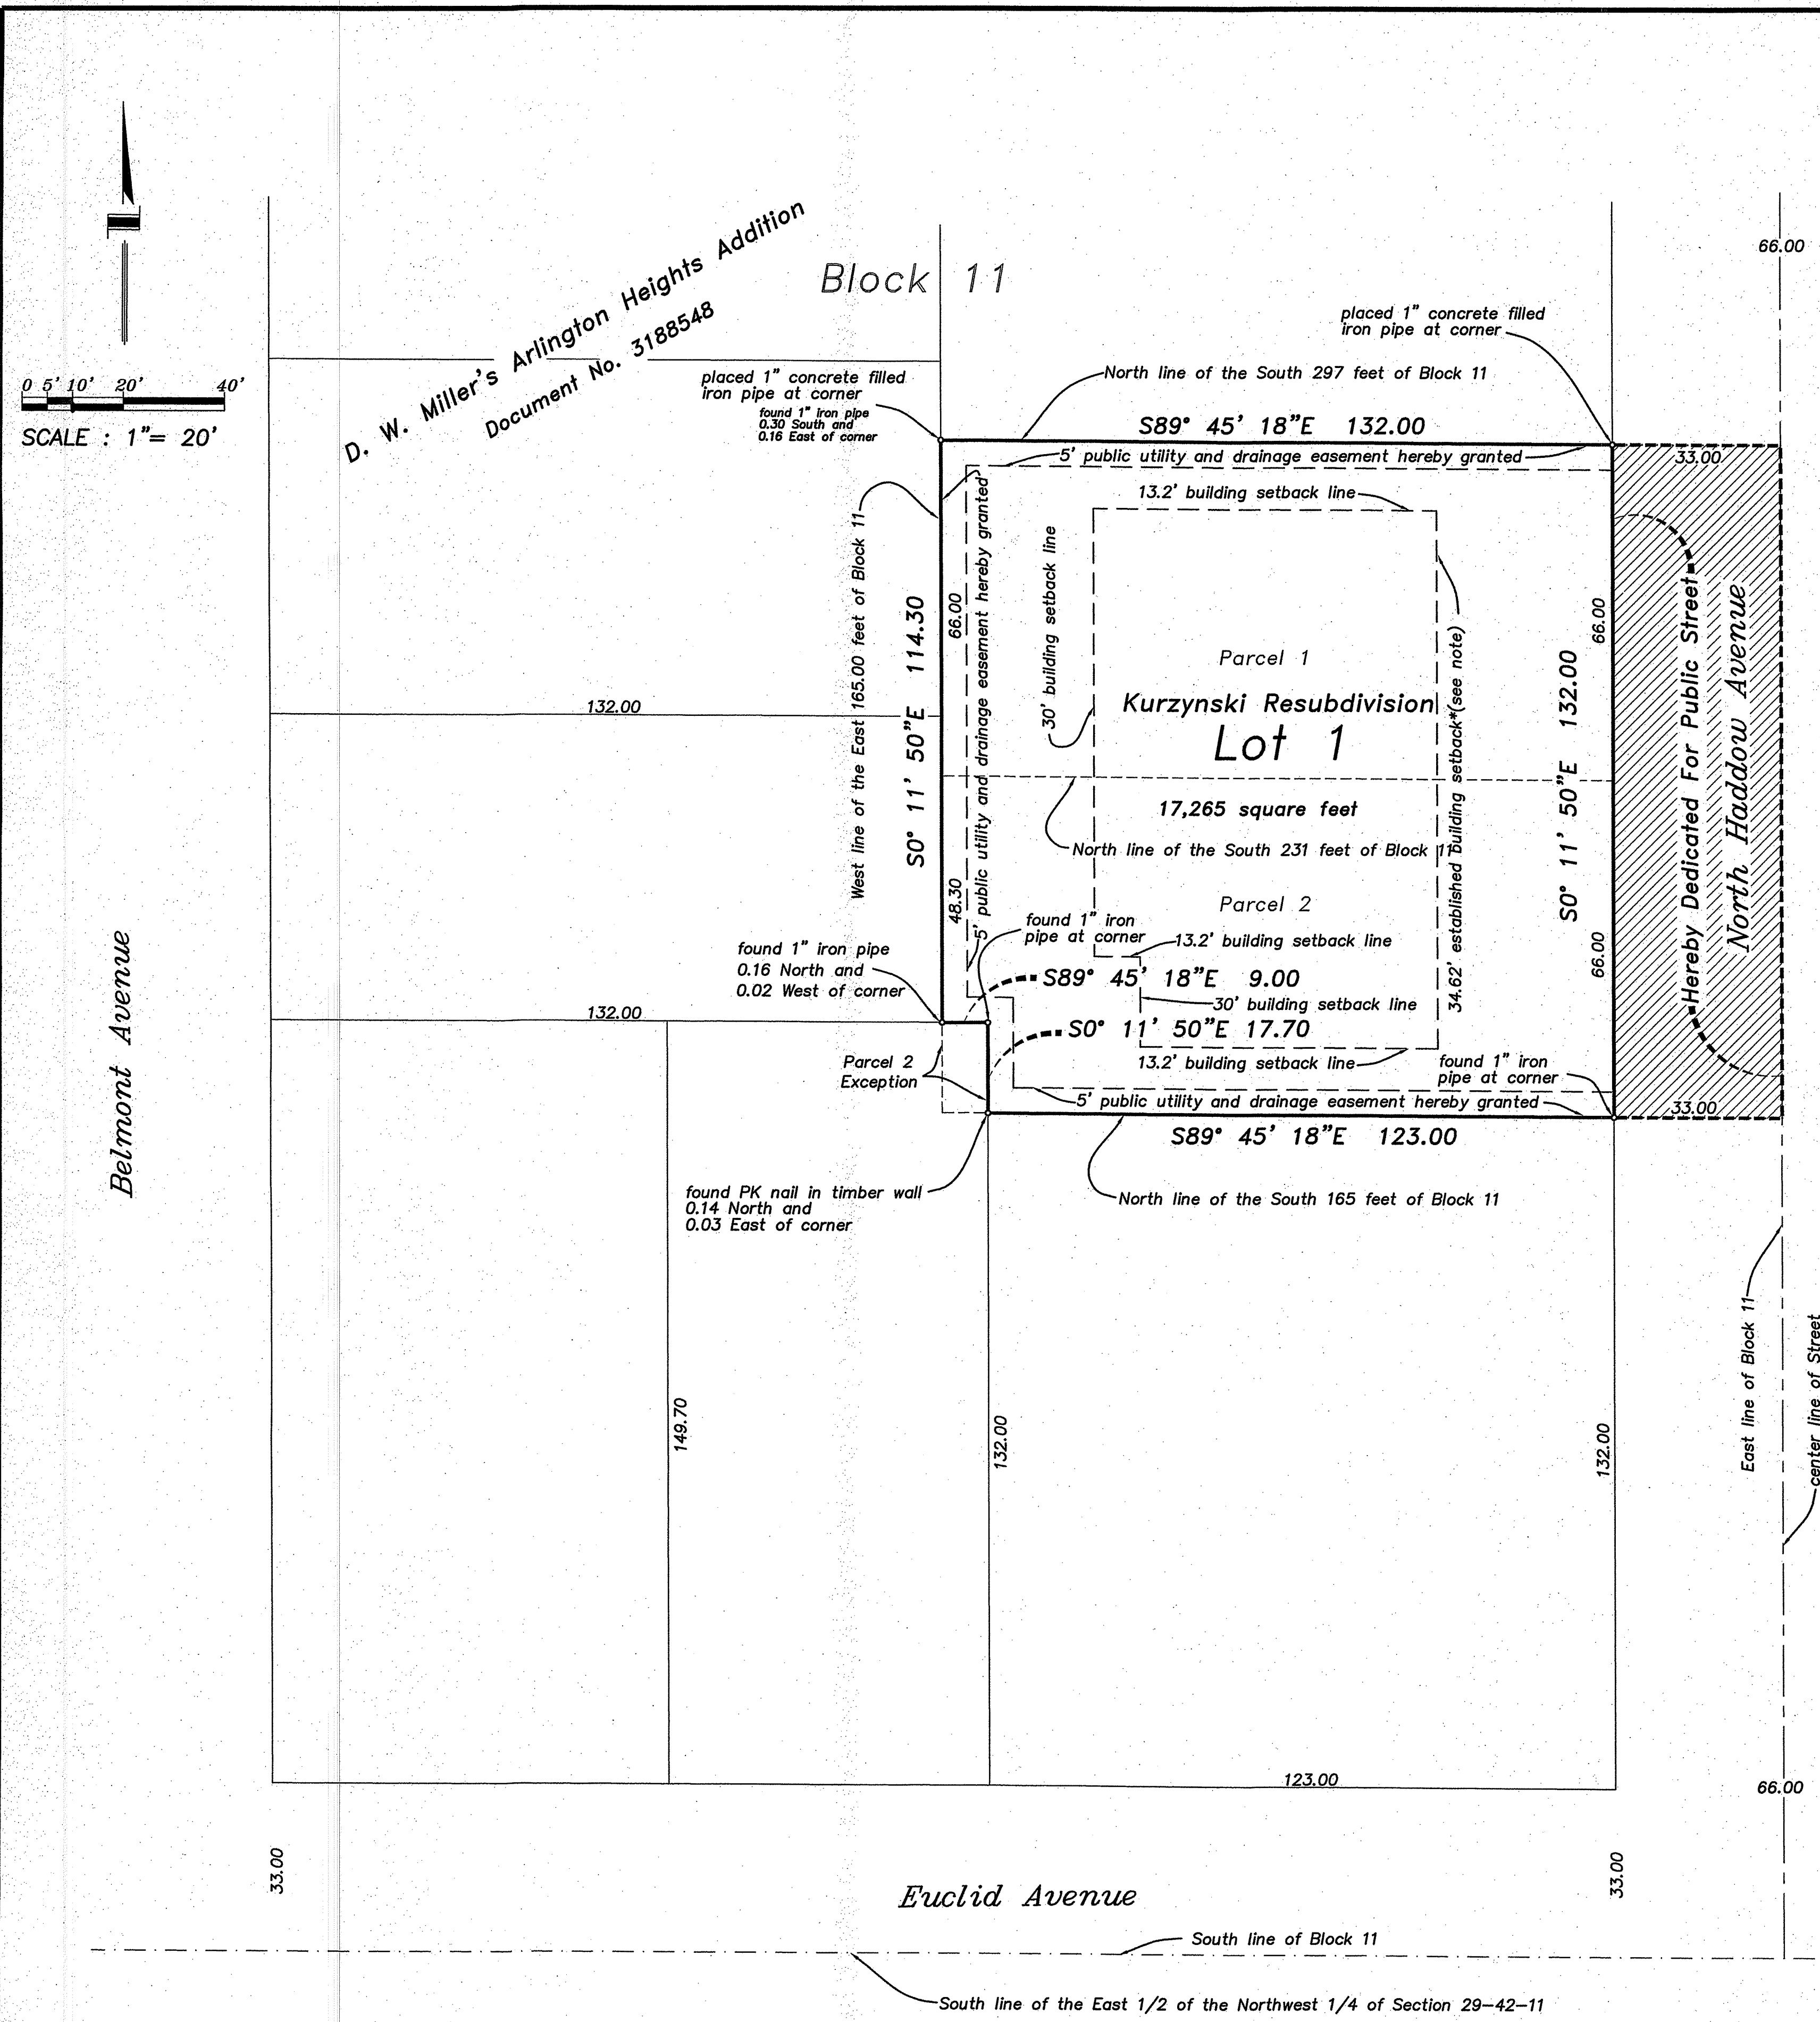 66.00
D. W. Miller's Arlington Heights Addition
Document No. 3188548
Block 11
0 5' 10' 20' 40'
SCALE : 1"= 20'
placed 1" concrete filled
iron pipe at corner
found 1" iron pipe
0.30 South and
0.16 East of corner
placed 1" concrete filled
iron pipe at corner
North line of the South 297 feet of Block 11
S89° 45' 18"E 132.00
5' public utility and drainage easement hereby granted
33.00
13.2' building setback line
West line of the East 165.00 feet of Block 11
S0° 11' 50"E 114.30
66.00
48.30
5' public utility and drainage easement hereby granted
30' building setback line
Parcel 1
Kurzynski Resubdivision
Lot 1
17,265 square feet
North line of the South 231 feet of Block 11
34.62' established building setback*(see note)
S0° 11' 50"E 132.00
66.00
66.00
Hereby Dedicated For Public Street
North Haddow Avenue
132.00
Parcel 2
found 1" iron
pipe at corner
13.2' building setback line
found 1" iron pipe
0.16 North and
0.02 West of corner
S89° 45' 18"E 9.00
30' building setback line
132.00
S0° 11' 50"E 17.70
13.2' building setback line
found 1" iron
pipe at corner
Parcel 2
Exception
5' public utility and drainage easement hereby granted
33.00
S89° 45' 18"E 123.00
Belmont Avenue
found PK nail in timber wall
0.14 North and
0.03 East of corner
North line of the South 165 feet of Block 11
149.70
132.00
132.00
East line of Block 11
center line of Street
123.00
66.00
33.00
33.00
Euclid Avenue
South line of Block 11
South line of the East 1/2 of the Northwest 1/4 of Section 29-42-11